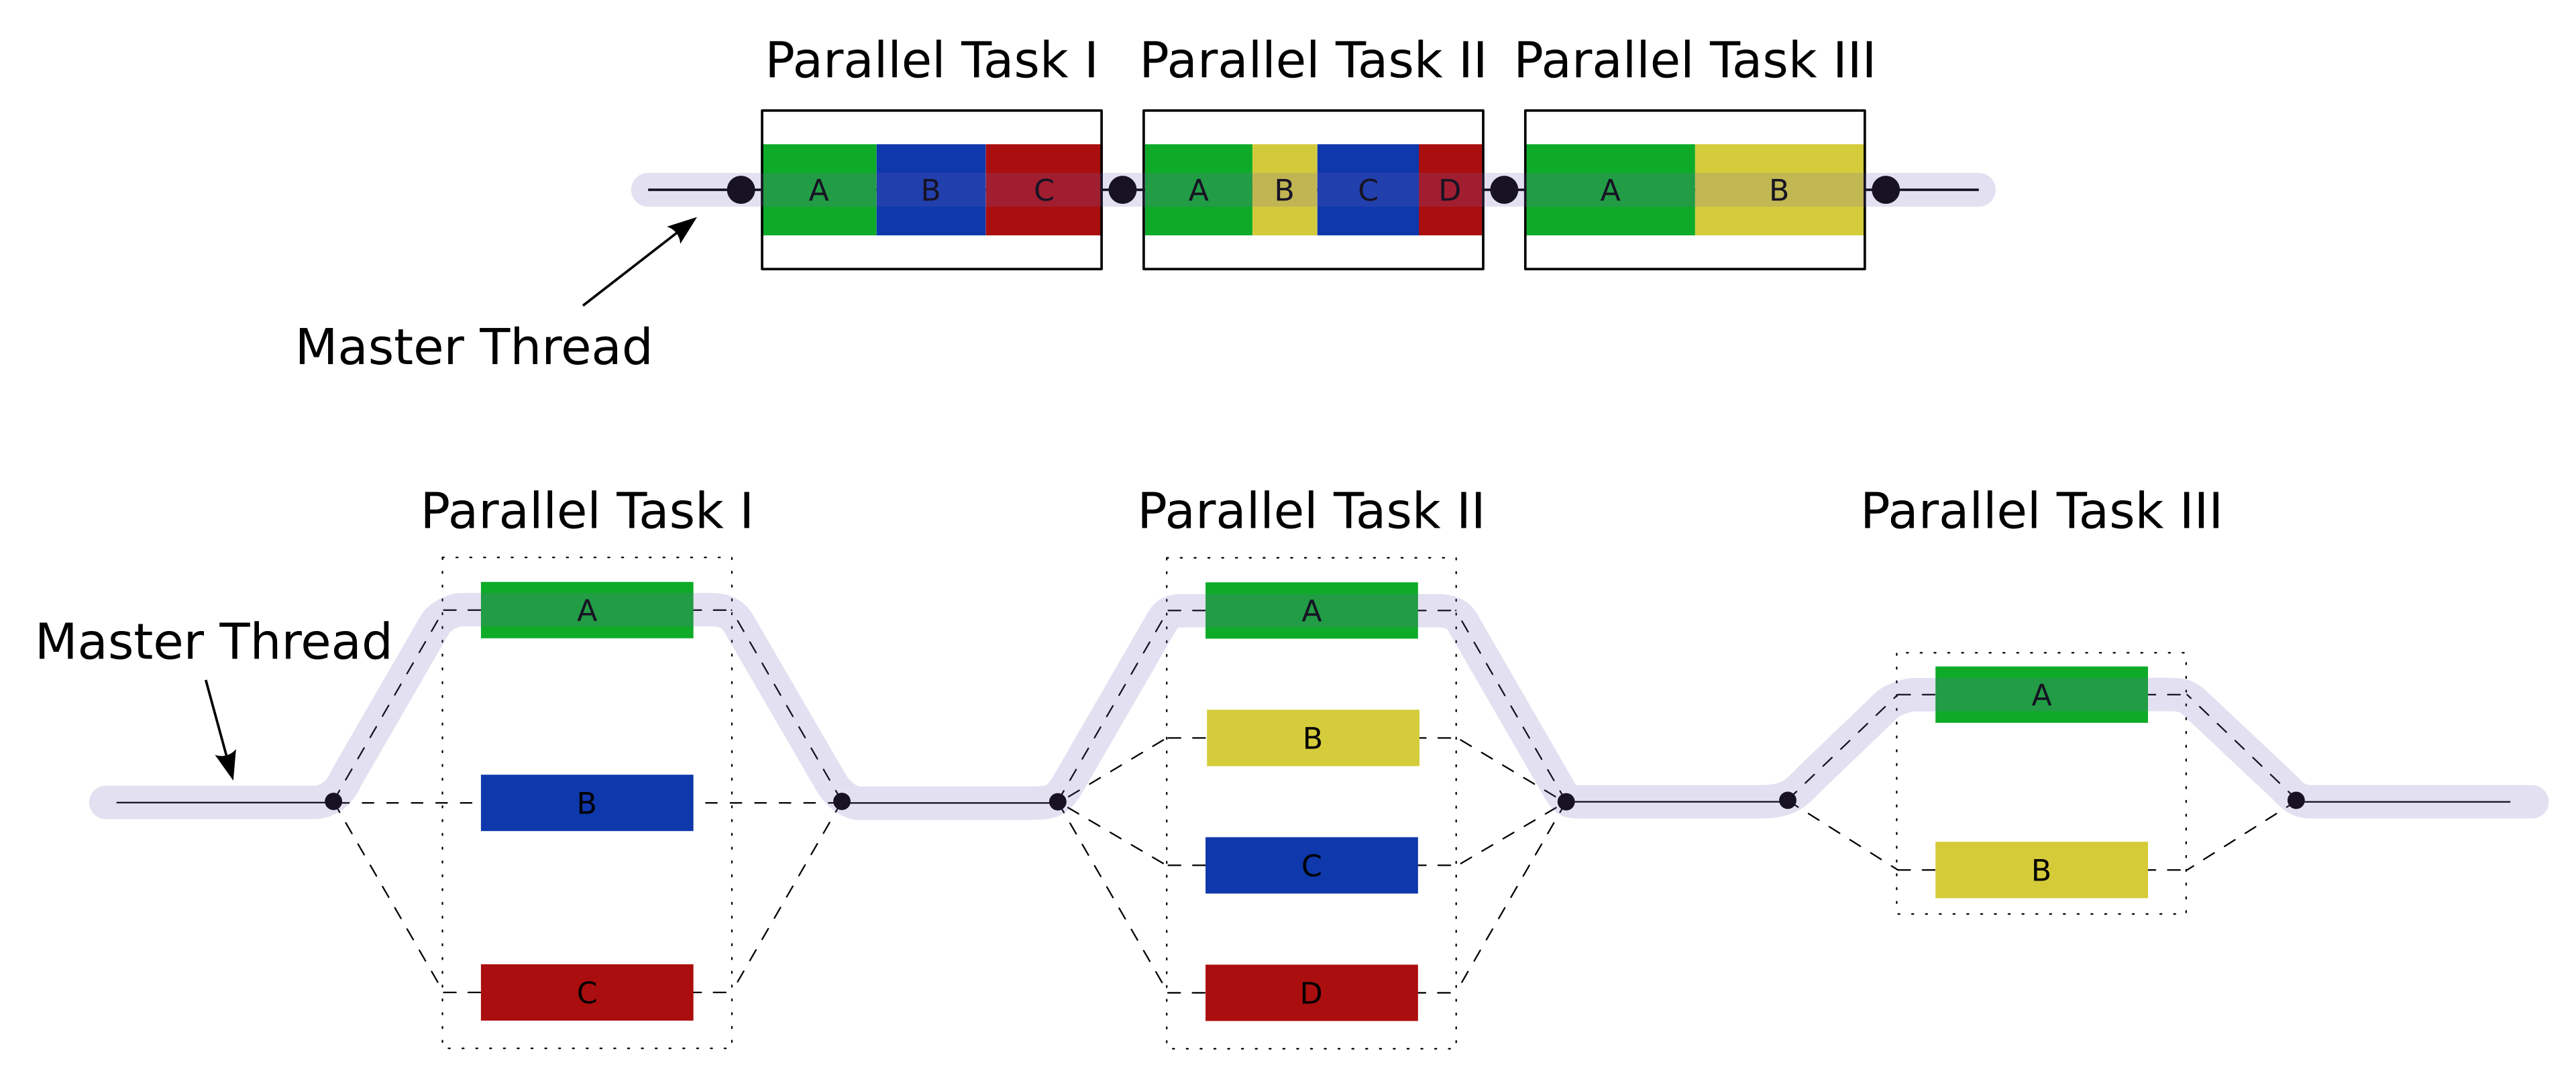 Parallel Task I
Parallel Task II
Parallel Task III
A B C
A B C D
A B
Master Thread
Parallel Task I
Parallel Task II
Parallel Task III
Master Thread
A
B
C
A
B
C
D
A
B